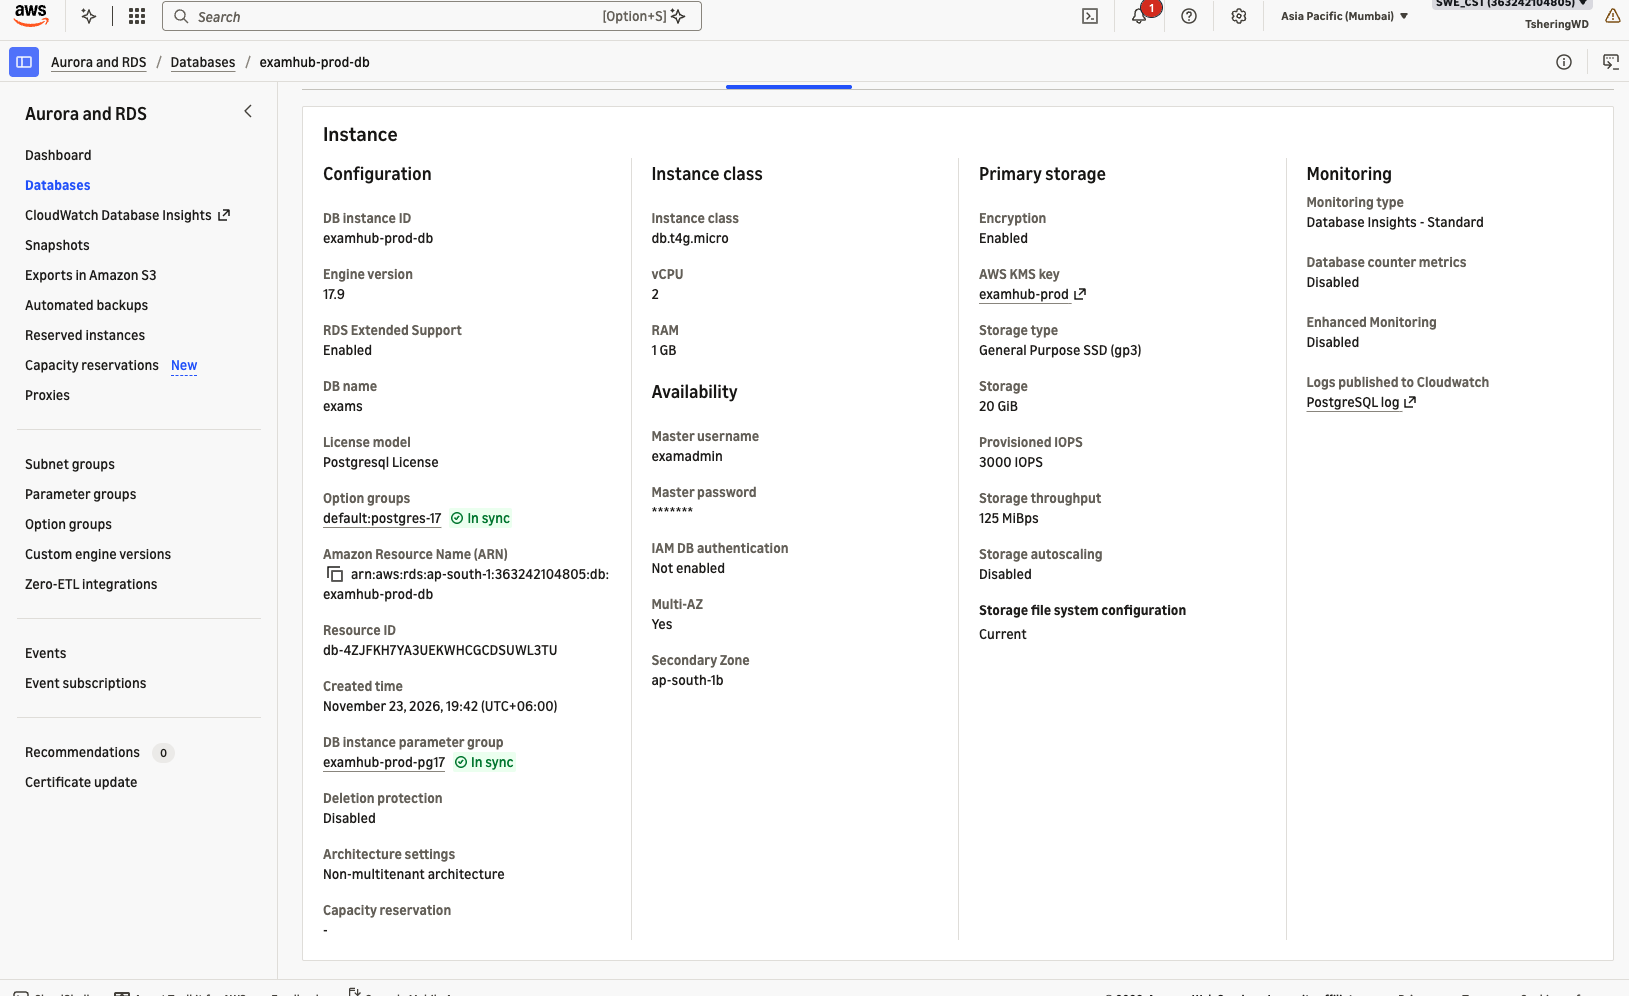 aws
Search
[Option+S]
1
Asia Pacific (Mumbai)
SWE_CST (363242104805)
TsheringWD
Aurora and RDS / Databases / examhub-prod-db
Aurora and RDS
Dashboard
Databases
CloudWatch Database Insights
Snapshots
Exports in Amazon S3
Automated backups
Reserved instances
Capacity reservations New
Proxies
Subnet groups
Parameter groups
Option groups
Custom engine versions
Zero-ETL integrations
Events
Event subscriptions
Recommendations 0
Certificate update
Instance
Configuration
DB instance ID
examhub-prod-db
Engine version
17.9
RDS Extended Support
Enabled
DB name
exams
License model
Postgresql License
Option groups
default:postgres-17 In sync
Amazon Resource Name (ARN)
arn:aws:rds:ap-south-1:363242104805:db:
examhub-prod-db
Resource ID
db-4ZJFKH7YA3UEKWHCGCDSUWL3TU
Created time
November 23, 2026, 19:42 (UTC+06:00)
DB instance parameter group
examhub-prod-pg17 In sync
Deletion protection
Disabled
Architecture settings
Non-multitenant architecture
Capacity reservation
-
Instance class
Instance class
db.t4g.micro
vCPU
2
RAM
1 GB
Availability
Master username
examadmin
Master password
*******
IAM DB authentication
Not enabled
Multi-AZ
Yes
Secondary Zone
ap-south-1b
Primary storage
Encryption
Enabled
AWS KMS key
examhub-prod
Storage type
General Purpose SSD (gp3)
Storage
20 GiB
Provisioned IOPS
3000 IOPS
Storage throughput
125 MiBps
Storage autoscaling
Disabled
Storage file system configuration
Current
Monitoring
Monitoring type
Database Insights - Standard
Database counter metrics
Disabled
Enhanced Monitoring
Disabled
Logs published to Cloudwatch
PostgreSQL log